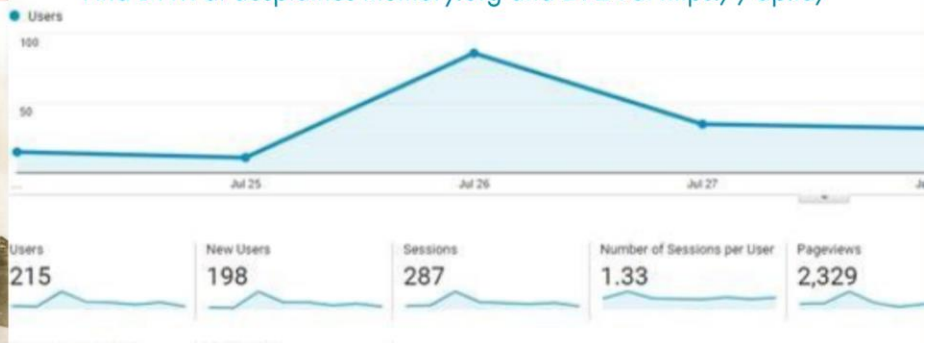 Users
100
50
Jul 25 Jul 26 Jul 27
Users New Users Sessions Number of Sessions per User Pageviews
215 198 287 1.33 2,329